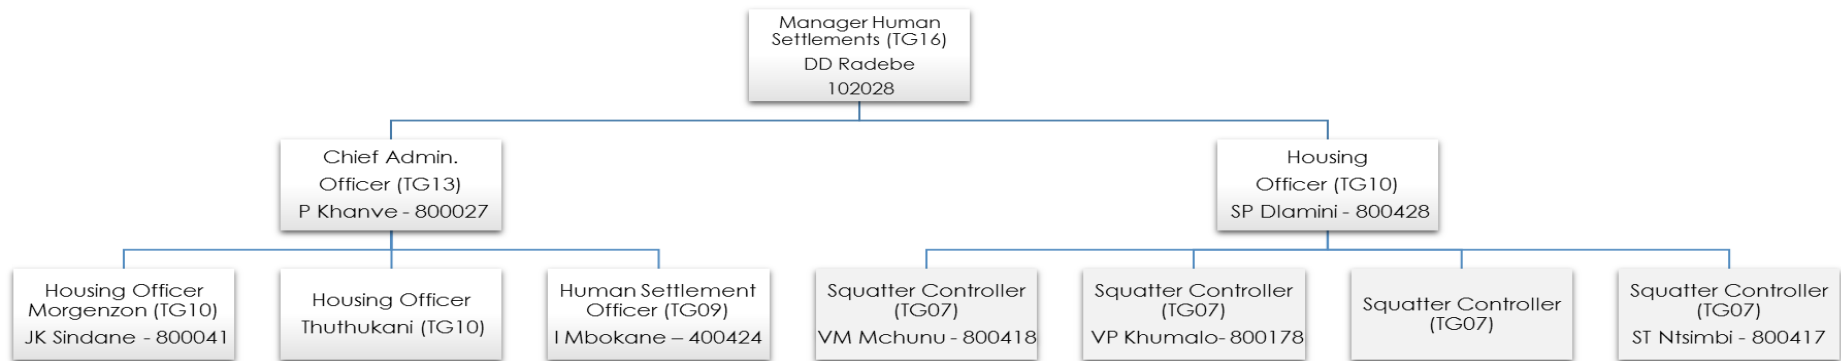 Manager Human
Settlements (TG16)
DD Radebe
102028
Chief Admin.
Officer (TG13)
P Khanve - 800027
Housing
Officer (TG10)
SP Dlamini - 800428
Housing Officer
Morgenzon (TG10)
JK Sindane - 800041
Housing Officer
Thuthukani (TG10)
Human Settlement
Officer (TG09)
I Mbokane – 400424
Squatter Controller
(TG07)
VM Mchunu - 800418
Squatter Controller
(TG07)
VP Khumalo- 800178
Squatter Controller
(TG07)
Squatter Controller
(TG07)
ST Ntsimbi - 800417